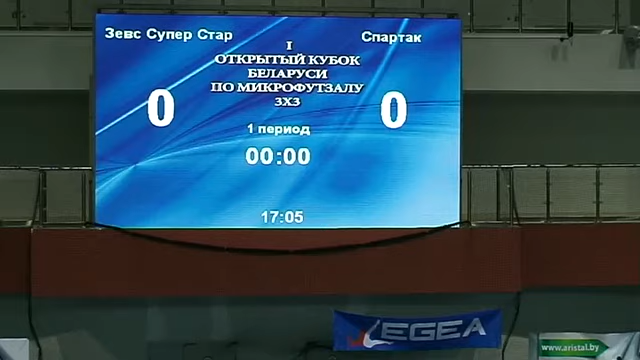 Зевс Супер Стар
Спартак
I
ОТКРЫТЫЙ КУБОК
БЕЛАРУСИ
ПО МИКРОФУТЗАЛУ
3X3
0
0
1 период
00:00
17:05
LEGEA
www.aristal.by